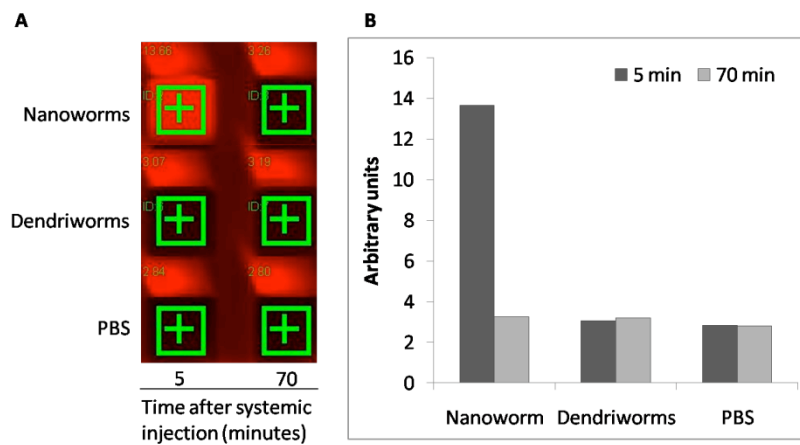 A
13.66 3.26
Nanoworms
3.07 3.19
Dendriworms
2.84 2.80
PBS
5 70
Time after systemic
injection (minutes)
B
Arbitrary units
16
14
12
10
8
6
4
2
0
5 min 70 min
Nanoworm Dendriworms PBS